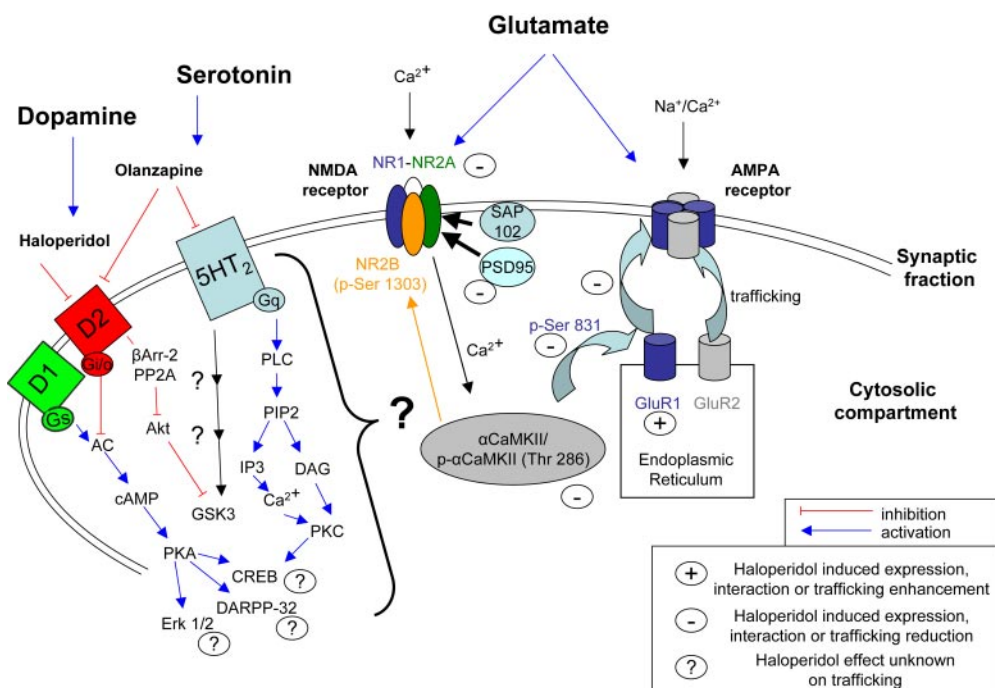 Glutamate
Serotonin
Ca2+
Dopamine
Na+/Ca2+
Olanzapine
NMDA
receptor
NR1-NR2A
-
AMPA
receptor
Haloperidol
SAP
102
5HT2
PSD95
Synaptic
fraction
NR2B
(p-Ser 1303)
-
-
trafficking
Gq
D2
Gi/o
p-Ser 831
-
Ca2+
βArr-2
PP2A
?
PLC
D1
Gs
?
Cytosolic
compartment
GluR1
GluR2
+
PIP2
Akt
?
AC
αCaMKII/
p-αCaMKII (Thr 286)
-
Endoplasmic
Reticulum
IP3
DAG
cAMP
Ca2+
GSK3
PKC
inhibition
activation
PKA
CREB
?
+
Haloperidol induced expression,
interaction or trafficking enhancement
DARPP-32
?
Erk 1/2
?
-
Haloperidol induced expression,
interaction or trafficking reduction
?
Haloperidol effect unknown
on trafficking